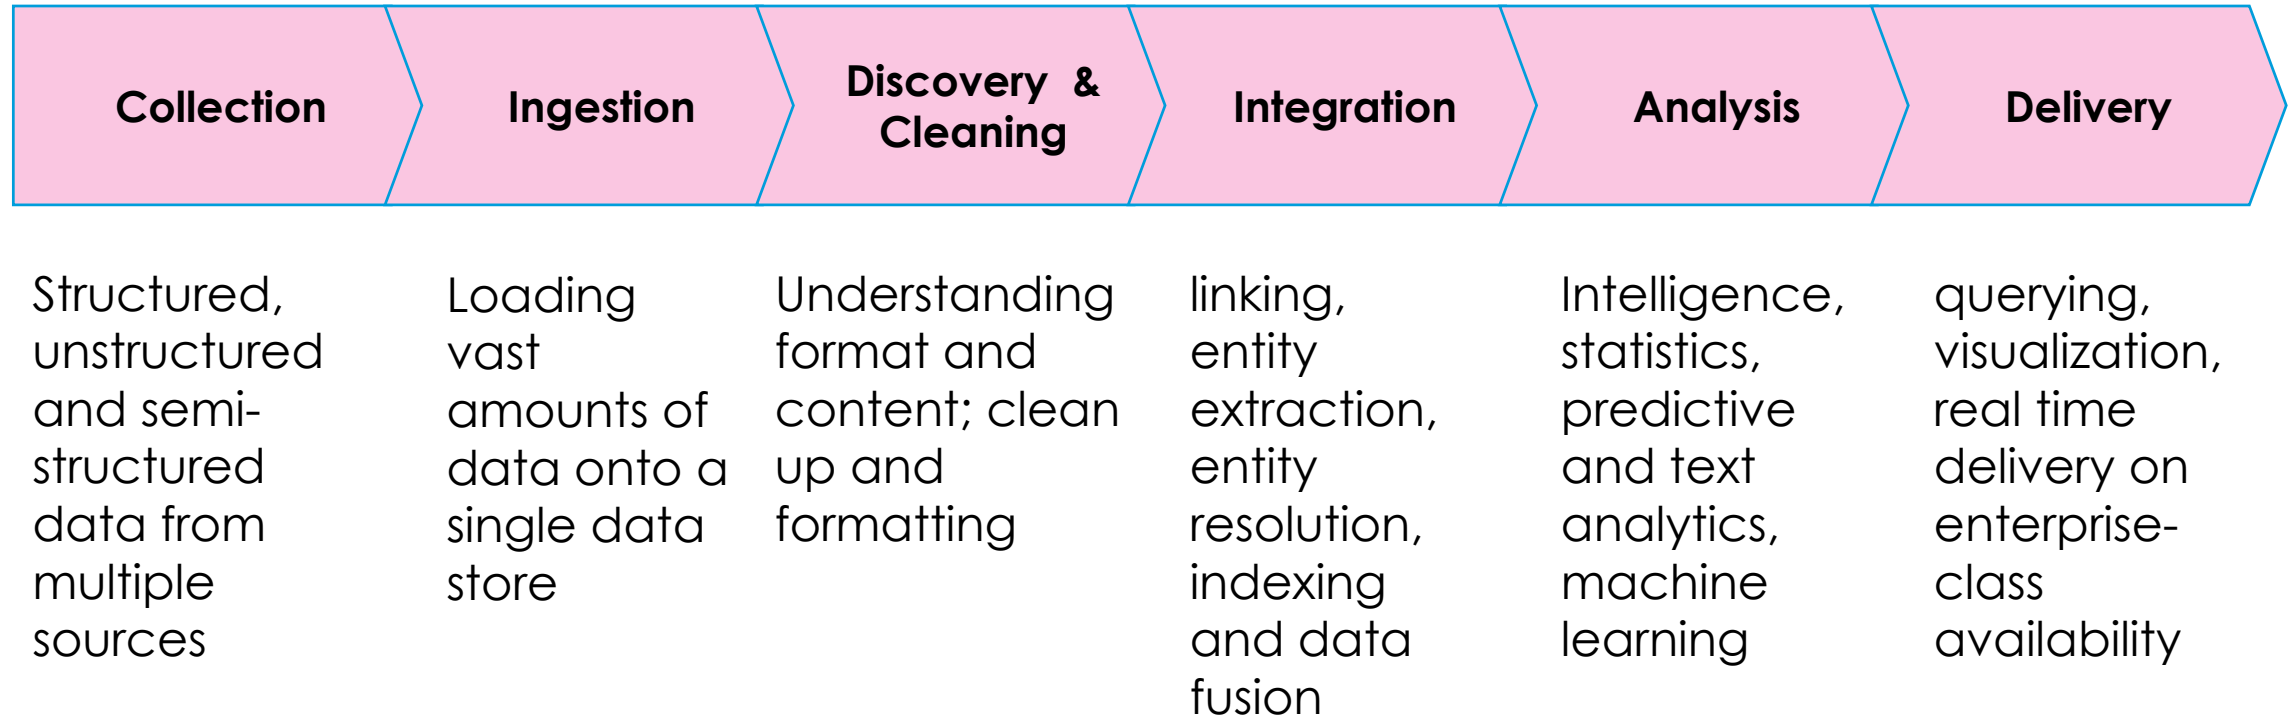 Collection
Ingestion
Discovery &
Cleaning
Integration
Analysis
Delivery
Structured,
unstructured
and semi-
structured
data from
multiple
sources
Loading
vast
amounts of
data onto a
single data
store
Understanding
format and
content; clean
up and
formatting
linking,
entity
extraction,
entity
resolution,
indexing
and data
fusion
Intelligence,
statistics,
predictive
and text
analytics,
machine
learning
querying,
visualization,
real time
delivery on
enterprise-
class
availability